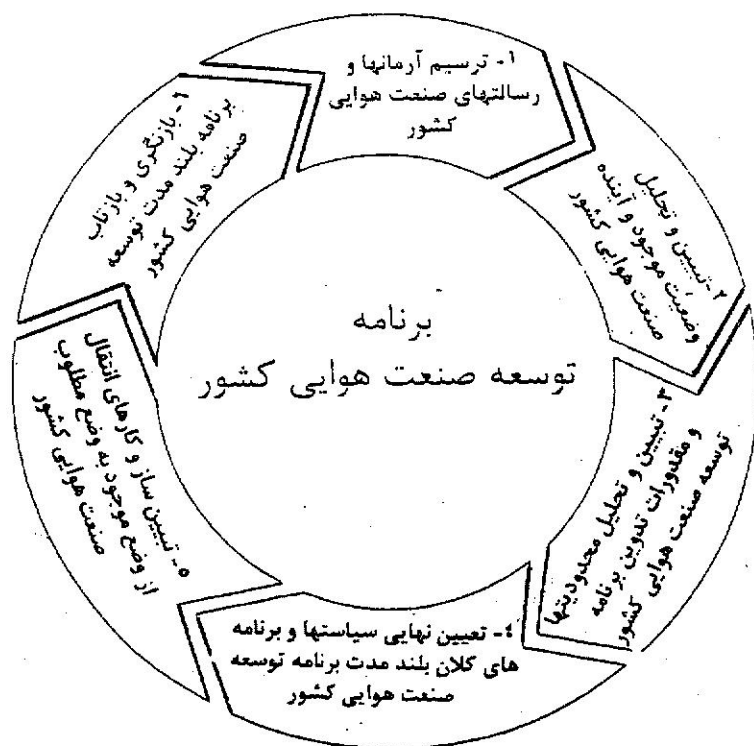 ۱- ترسیم آرمانها و
رسالتهای صنعت هوایی
کشور
۲- تبیین و تحلیل
وضعیت موجود و آینده
صنعت هوایی کشور
۳- تبیین و تحلیل محدودیتها
و مقدورات تدوین برنامه
توسعه صنعت هوایی کشور
۴- تعیین نهایی سیاستها و برنامه
های کلان بلند مدت برنامه توسعه
صنعت هوایی کشور
۵- تبیین ساز و کارهای انتقال
از وضع موجود به وضع مطلوب
صنعت هوایی کشور
۶- بازنگری و بازتاب
برنامه بلند مدت توسعه
صنعت هوایی کشور
برنامه
توسعه صنعت هوایی کشور